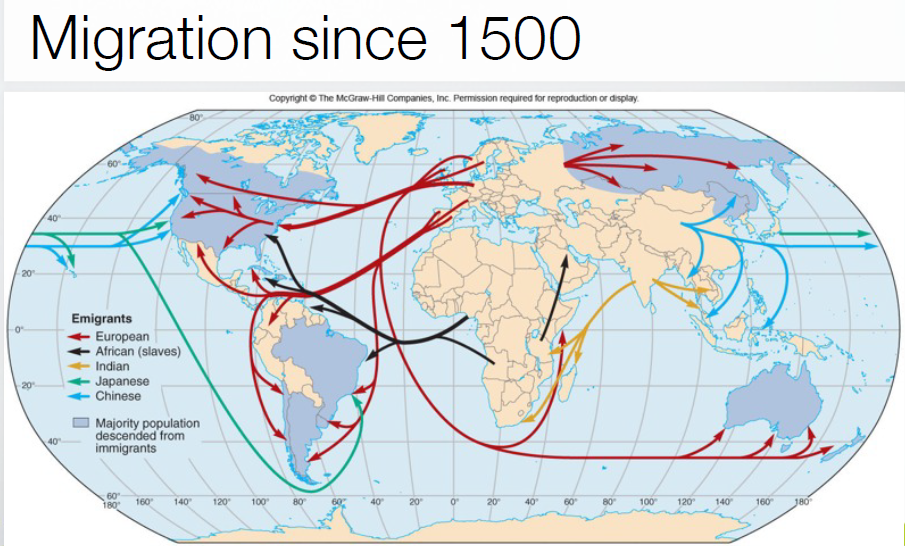 Migration since 1500
Copyright © The McGraw-Hill Companies, Inc. Permission required for reproduction or display.
80°
60°
40°
20°
0°
20°
40°
60°
Emigrants
European
African (slaves)
Indian
Japanese
Chinese
Majority population
descended from
immigrants
180° 160° 140° 120° 100° 80° 60° 40° 20° 0° 20° 40° 60° 80° 100° 120° 140° 160° 180°